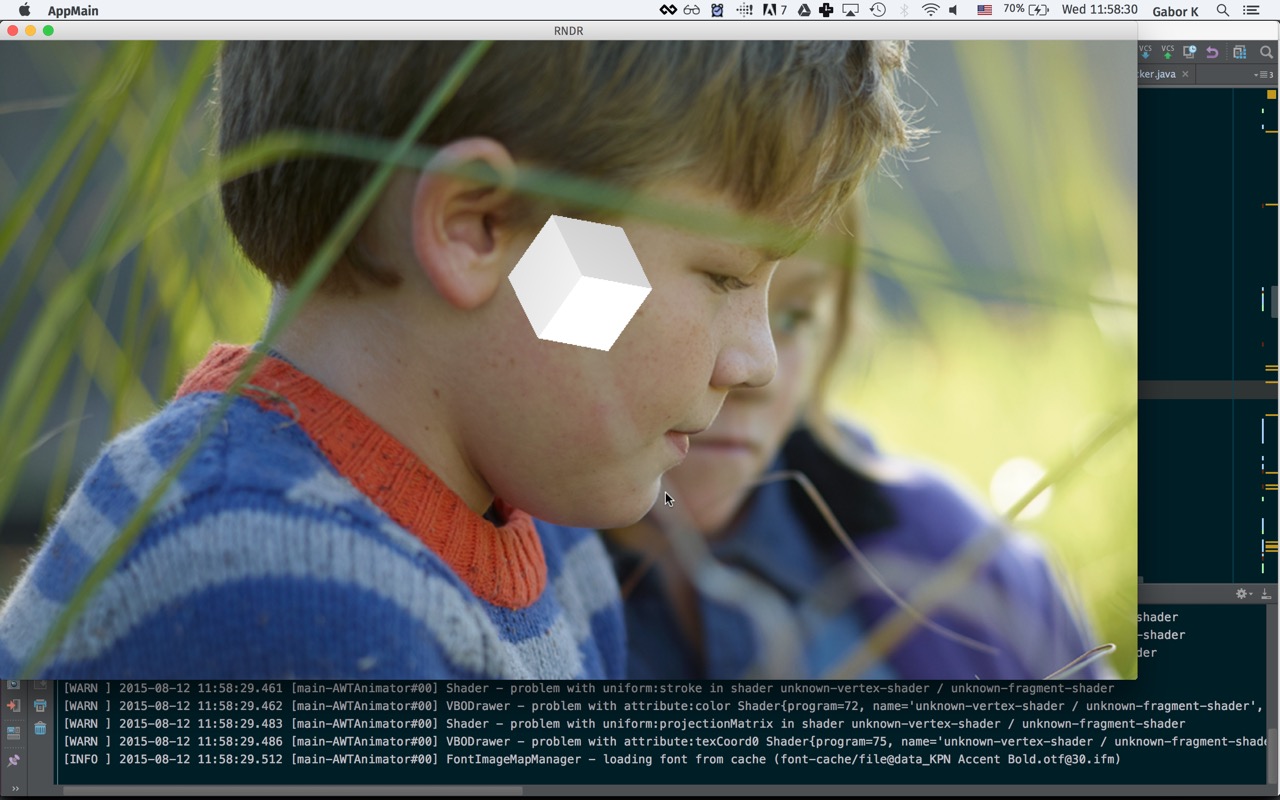 AppMain
7
70%
Wed 11:58:30
Gabor K
RNDR
VCS VCS
cker.java
3
shader
-shader
der
[WARN ] 2015-08-12 11:58:29.461 [main-AWTAnimator#00] Shader - problem with uniform:stroke in shader unknown-vertex-shader / unknown-fragment-shader
[WARN ] 2015-08-12 11:58:29.462 [main-AWTAnimator#00] VBODrawer - problem with attribute:color Shader{program=72, name='unknown-vertex-shader / unknown-fragment-shader',
[WARN ] 2015-08-12 11:58:29.483 [main-AWTAnimator#00] Shader - problem with uniform:projectionMatrix in shader unknown-vertex-shader / unknown-fragment-shader
[WARN ] 2015-08-12 11:58:29.486 [main-AWTAnimator#00] VBODrawer - problem with attribute:texCoord0 Shader{program=75, name='unknown-vertex-shader / unknown-fragment-shade
[INFO ] 2015-08-12 11:58:29.512 [main-AWTAnimator#00] FontImageMapManager - loading font from cache (font-cache/file@data_KPN Accent Bold.otf@30.ifm)